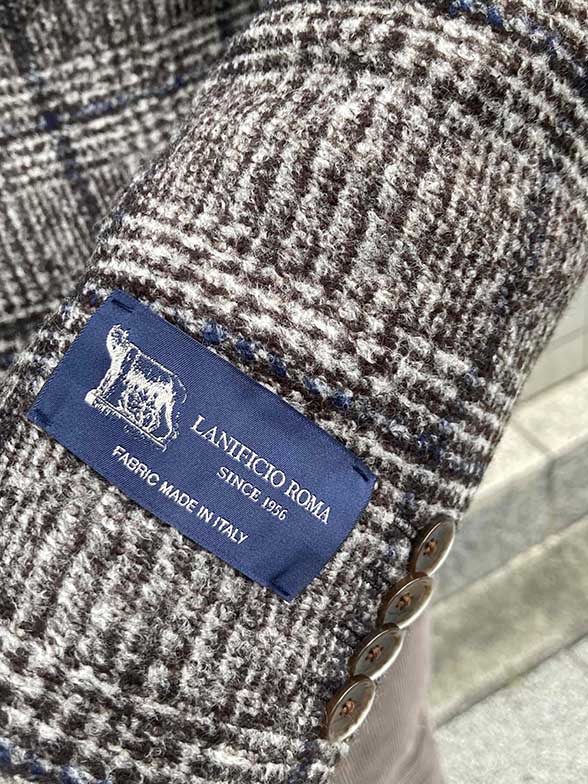 LANIFICIO ROMA
SINCE 1956
FABRIC MADE IN ITALY